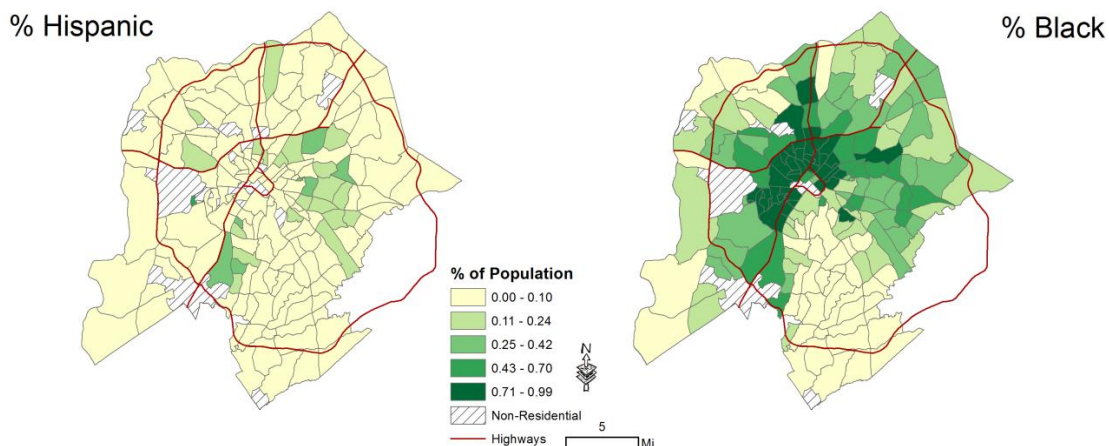 % Hispanic
% Black
% of Population
0.00 - 0.10
0.11 - 0.24
0.25 - 0.42
0.43 - 0.70
0.71 - 0.99
Non-Residential
Highways
N
5
Mi